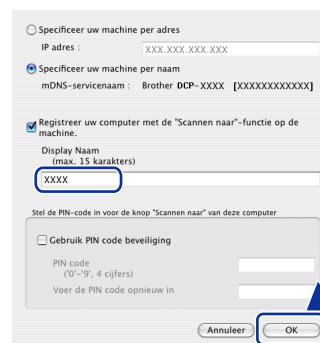 Specificeer uw machine per adres
IP adres :
XXX.XXX.XXX.XXX
Specificeer uw machine per naam
mDNS-servicenaam : Brother DCP-XXXX [XXXXXXXXXXXX]
Registreer uw computer met de "Scannen naar"-functie op de
machine.
Display Naam
(max. 15 karakters)
XXXX
Stel de PIN-code in voor de knop "Scannen naar" van deze computer
Gebruik PIN code beveiliging
PIN code
('0'-'9', 4 cijfers)
Voer de PIN code opnieuw in
Annuleer OK